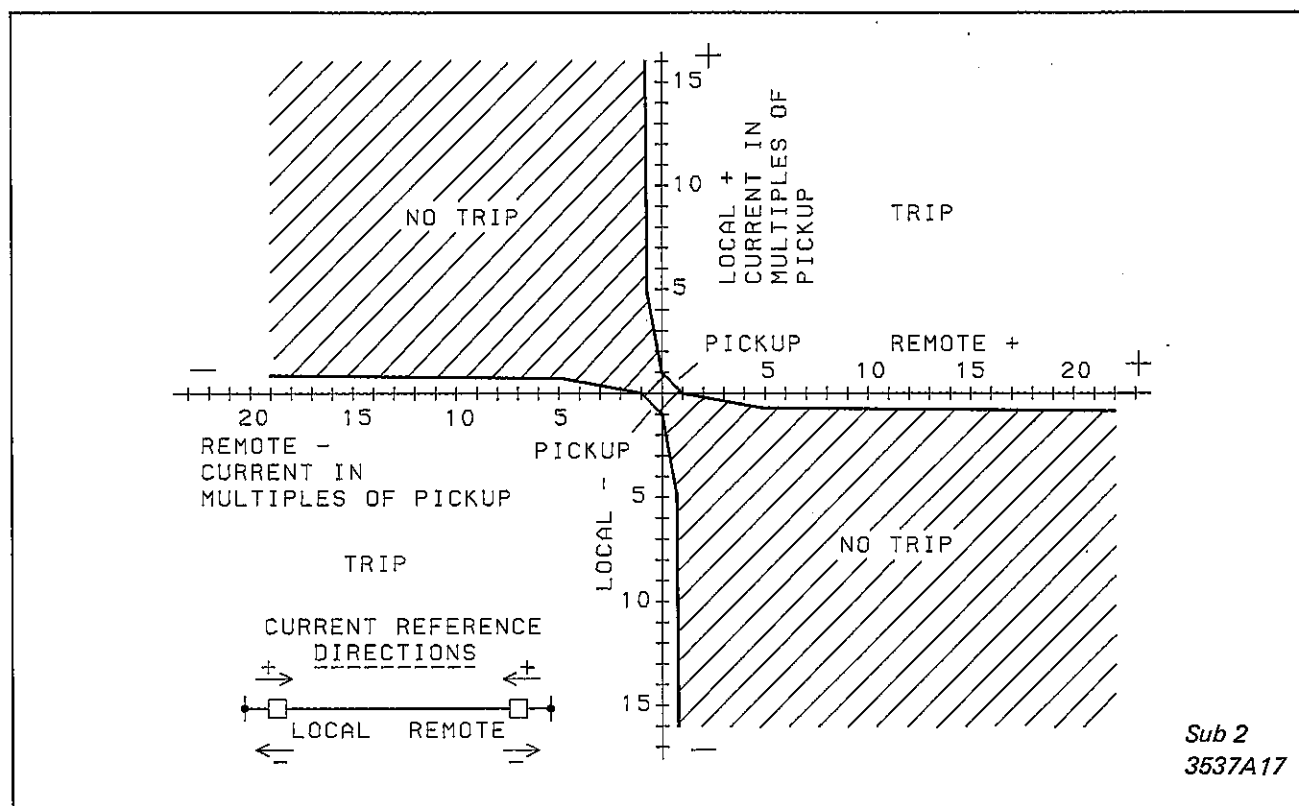 +
15
10
5
LOCAL +
CURRENT IN
MULTIPLES OF
PICKUP
NO TRIP
TRIP
PICKUP
REMOTE +
5
10
15
20
+
−
20
15
10
5
REMOTE −
CURRENT IN
MULTIPLES OF PICKUP
PICKUP
LOCAL −
5
10
15
−
NO TRIP
TRIP
CURRENT REFERENCE
DIRECTIONS
+
+
LOCAL
REMOTE
−
−
Sub 2
3537A17